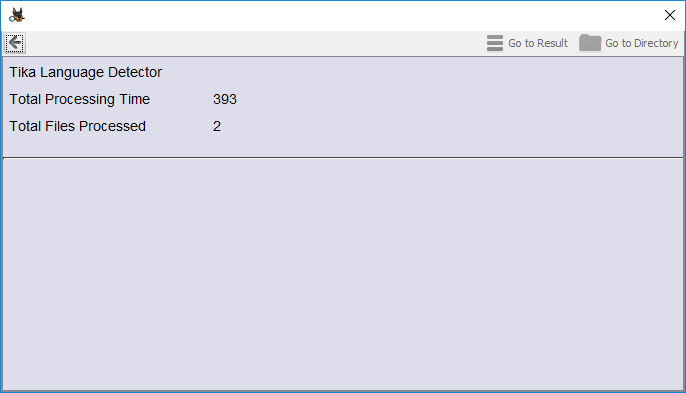 Go to Result Go to Directory
Tika Language Detector
Total Processing Time 393
Total Files Processed 2